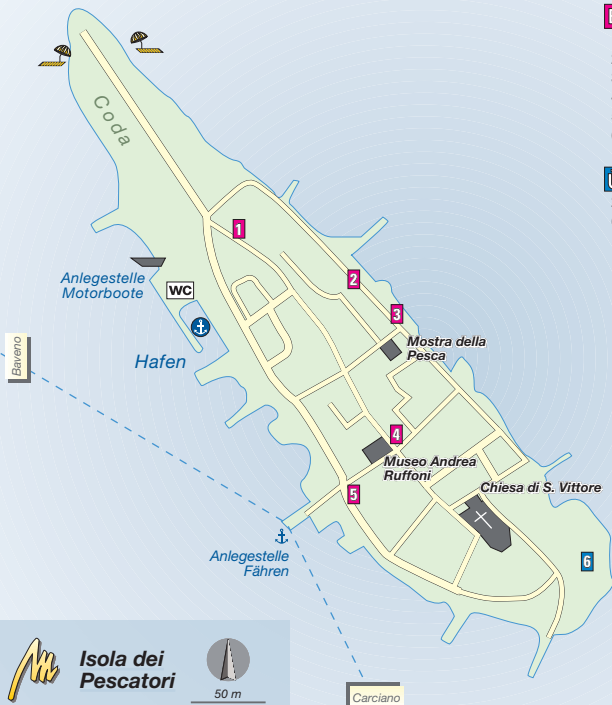 Coda
1
Anlegestelle
Motorboote
WC
2
3
Mostra della
Pesca
Hafen
Baveno
4
Museo Andrea
Ruffoni
5
Chiesa di S. Vittore
Anlegestelle
Fähren
6
Isola dei
Pescatori
50 m
Carciano